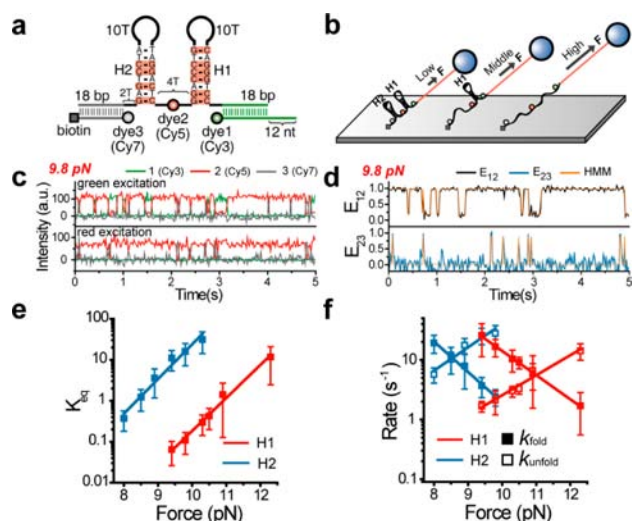 a
10T
10T
H2
H1
18 bp
2T
4T
18 bp
biotin
dye3
(Cy7)
dye2
(Cy5)
dye1
(Cy3)
12 nt
b
Low
F
Middle
F
High
F
H2
H1
H1
c
9.8 pN
1 (Cy3)
2 (Cy5)
3 (Cy7)
green excitation
red excitation
Intensity (a.u.)
100
0
100
0
0 1 2 3 4 5
Time(s)
d
9.8 pN
E12
E23
HMM
E12
E23
1.0
0.5
0.0
1.0
0.5
0.0
0 1 2 3 4 5
Time(s)
e
Keq
100
10
1
0.1
0.01
H1
H2
8 9 10 11 12
Force (pN)
f
Rate (s⁻¹)
10
1
0.1
H1
H2
kfold
kunfold
8 9 10 11 12
Force (pN)